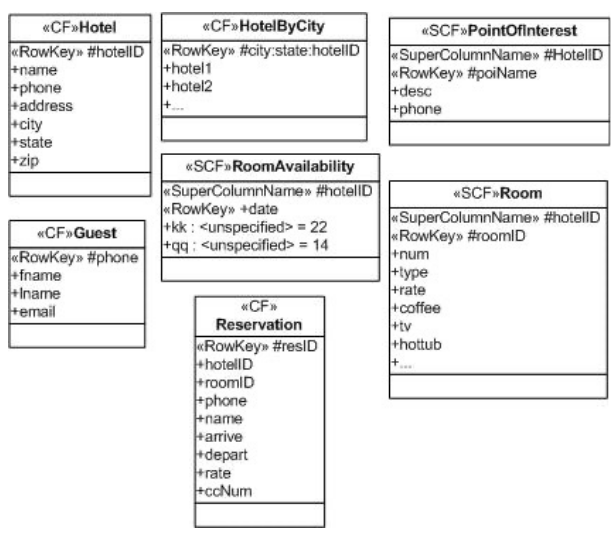 «CF»Hotel
«RowKey» #hotelID
+name
+phone
+address
+city
+state
+zip
«CF»HotelByCity
«RowKey» #city:state:hotelID
+hotel1
+hotel2
+...
«SCF»PointOfInterest
«SuperColumnName» #HotelID
«RowKey» #poiName
+desc
+phone
«SCF»RoomAvailability
«SuperColumnName» #hotelID
«RowKey» +date
+kk : <unspecified> = 22
+qq : <unspecified> = 14
«SCF»Room
«SuperColumnName» #hotelID
«RowKey» #roomID
+num
+type
+rate
+coffee
+tv
+hottub
+...
«CF»Guest
«RowKey» #phone
+fname
+lname
+email
«CF»
Reservation
«RowKey» #resID
+hotelID
+roomID
+phone
+name
+arrive
+depart
+rate
+ccNum